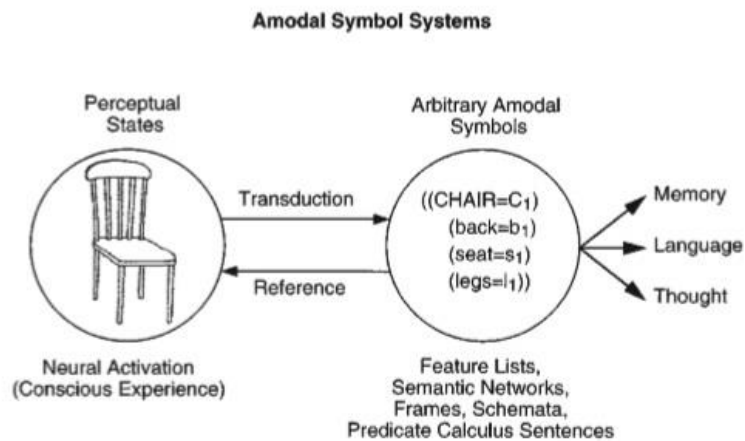 Amodal Symbol Systems
Perceptual
States
Arbitrary Amodal
Symbols
Transduction
Reference
((CHAIR=C₁)
(back=b₁)
(seat=s₁)
(legs=l₁))
Memory
Language
Thought
Neural Activation
(Conscious Experience)
Feature Lists,
Semantic Networks,
Frames, Schemata,
Predicate Calculus Sentences